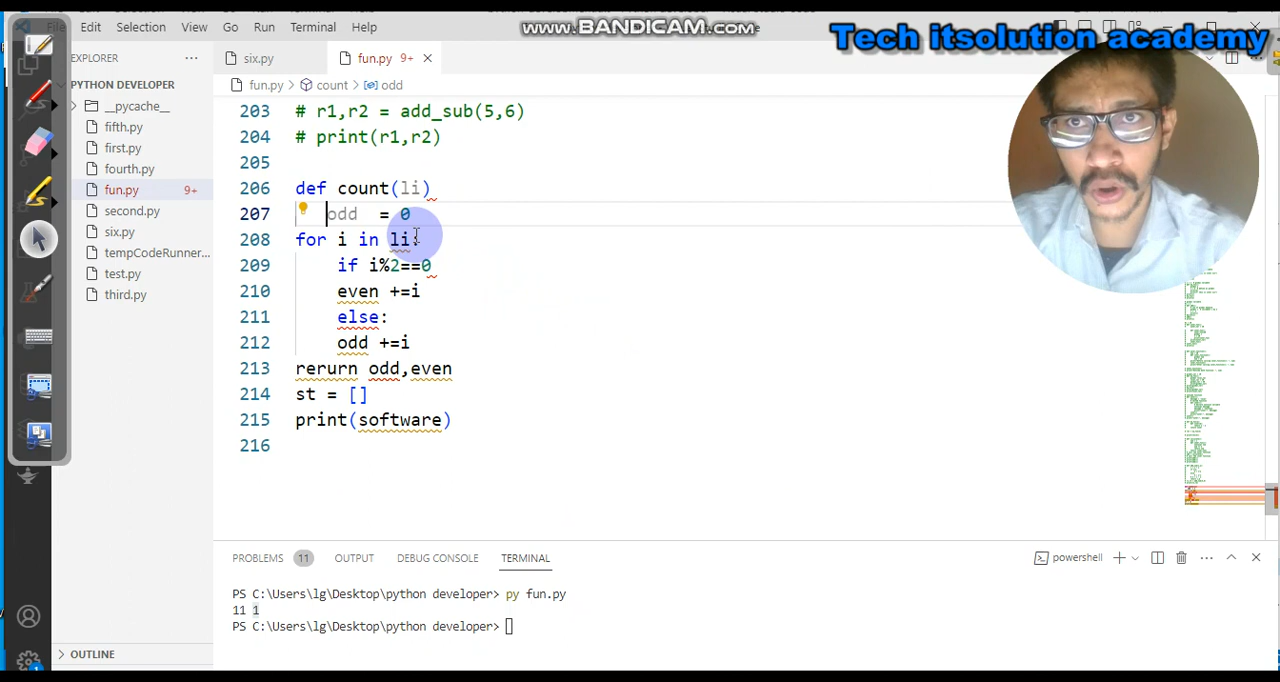 File Edit Selection View Go Run Terminal Help
www.BANDICAM.com
Tech itsolution academy
EXPLORER ···
six.py
fun.py 9+
PYTHON DEVELOPER
fun.py > count > odd
__pycache__
fifth.py
first.py
fourth.py
fun.py 9+
second.py
six.py
tempCodeRunner...
test.py
third.py
203 # r1,r2 = add_sub(5,6)
204 # print(r1,r2)
205
206 def count(li)
207 odd = 0
208 for i in li:
209 if i%2==0
210 even +=i
211 else:
212 odd +=i
213 rerurn odd,even
214 st = []
215 print(software)
216
PROBLEMS 11 OUTPUT DEBUG CONSOLE TERMINAL
powershell
PS C:\Users\lg\Desktop\python developer> py fun.py
11 1
PS C:\Users\lg\Desktop\python developer>
OUTLINE